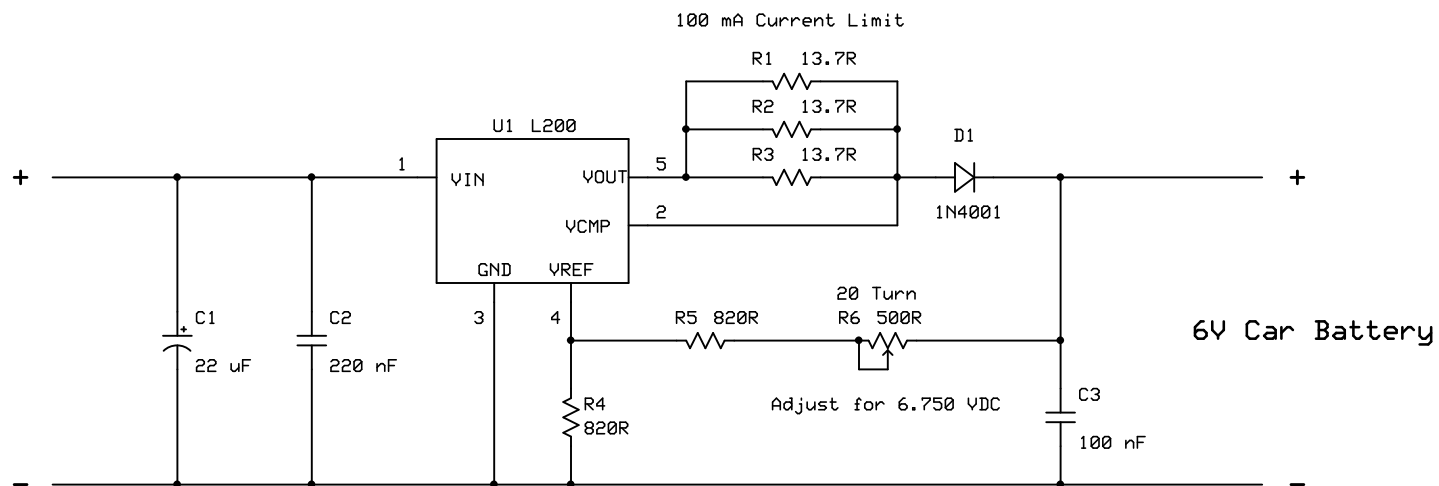 100 mA Current Limit
R1 13.7R
R2 13.7R
U1 L200
R3 13.7R
D1
+
1
VIN
VOUT
5
+
1N4001
2
VCMP
GND
VREF
20 Turn
3
4
R5 820R
R6 500R
+
C1
22 uF
C2
220 nF
6V Car Battery
R4
820R
Adjust for 6.750 VDC
C3
100 nF
-
-